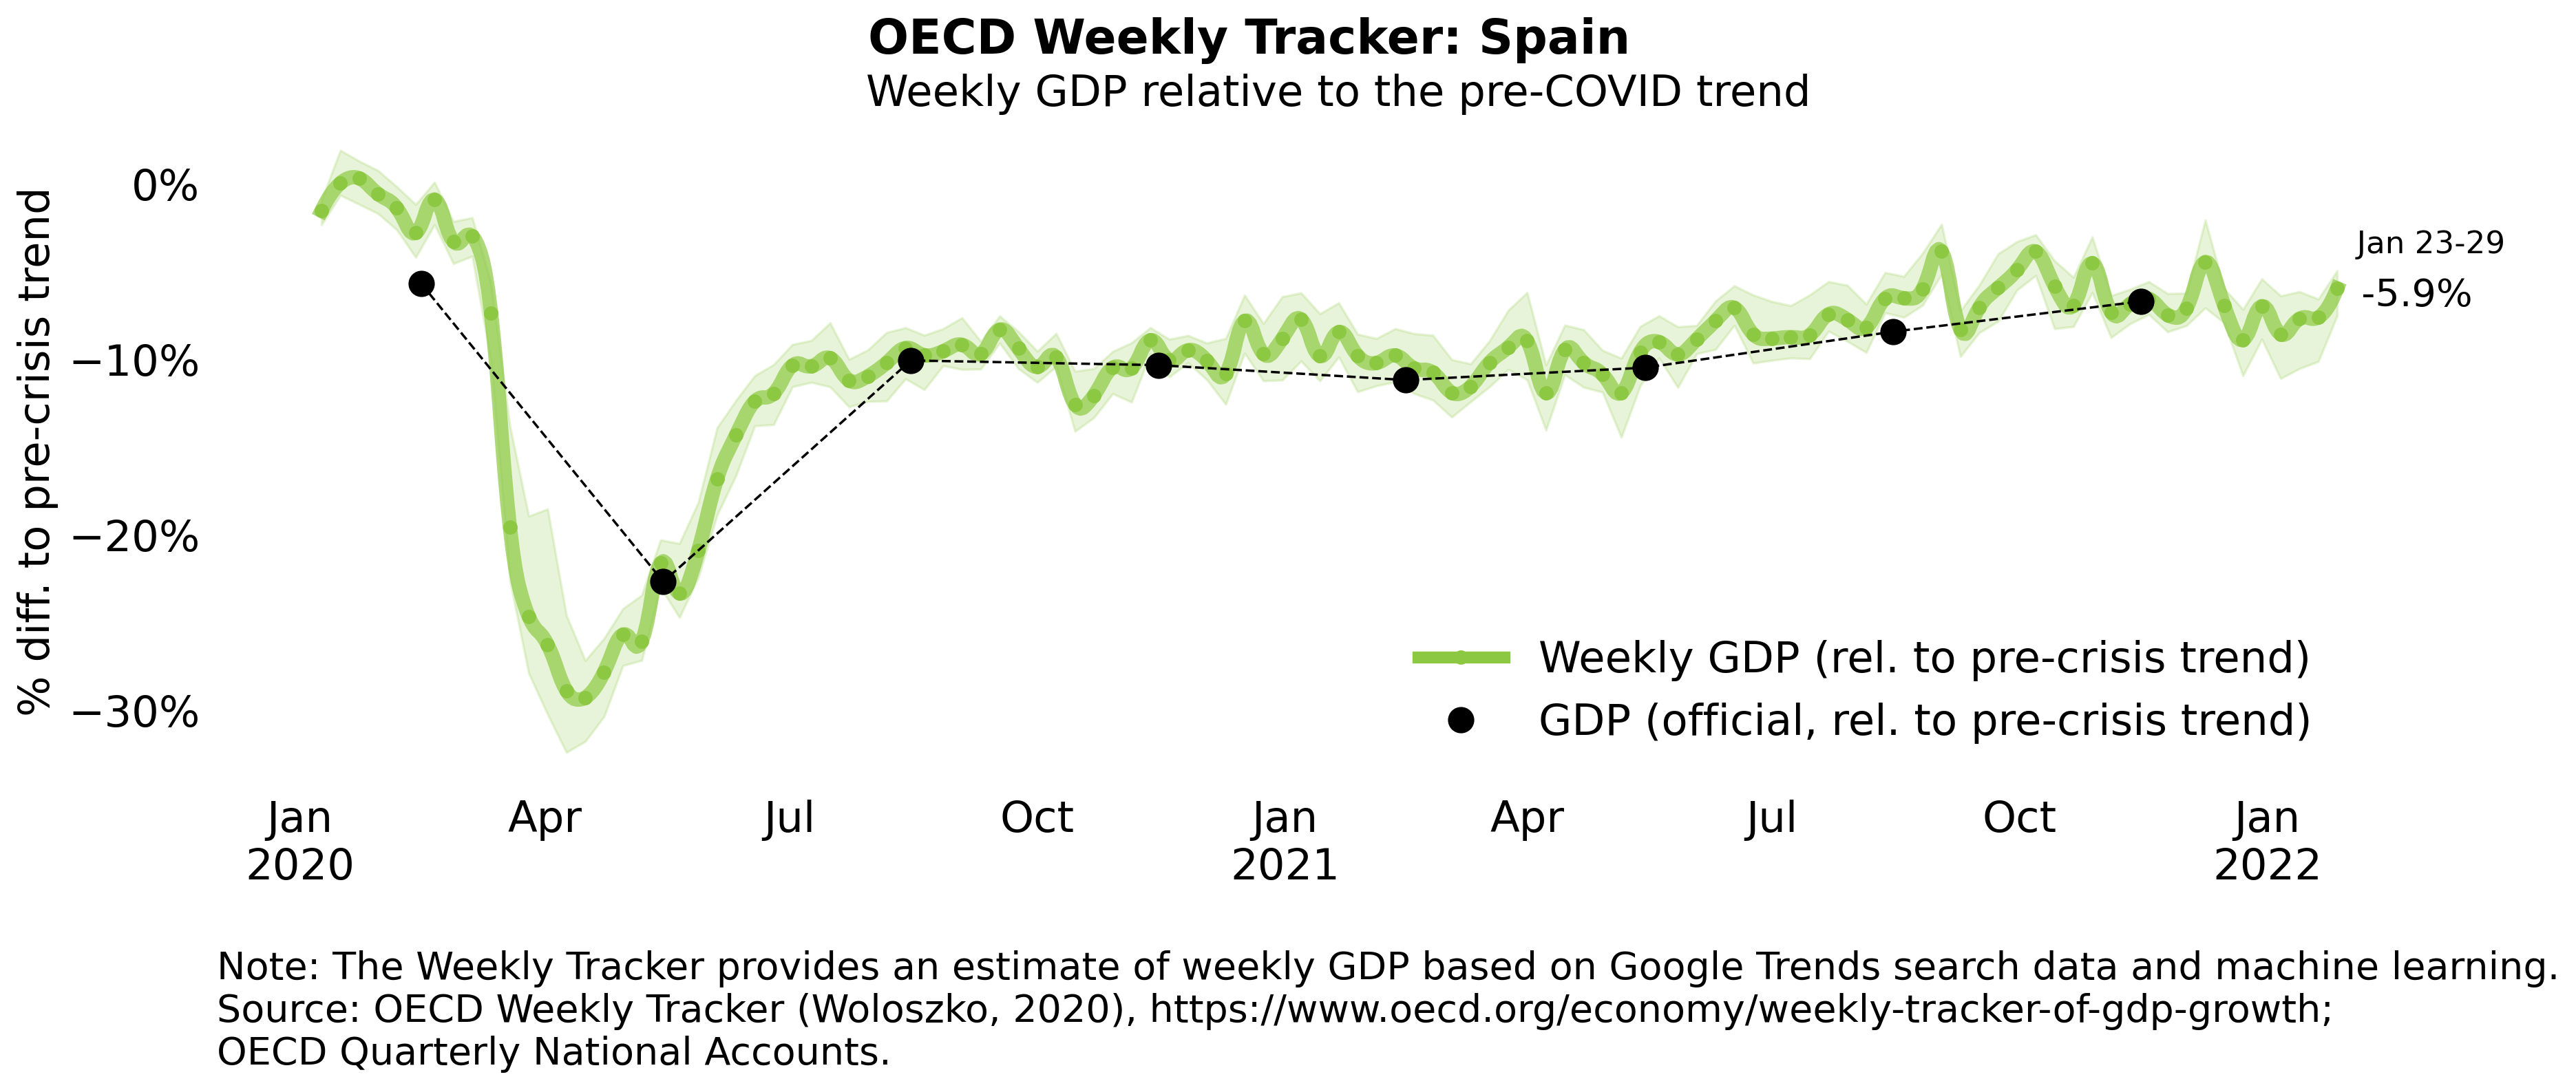 OECD Weekly Tracker: Spain
Weekly GDP relative to the pre-COVID trend
% diff. to pre-crisis trend
0%
−10%
−20%
−30%
Jan 23-29
-5.9%
Weekly GDP (rel. to pre-crisis trend)
GDP (official, rel. to pre-crisis trend)
Jan Apr Jul Oct Jan Apr Jul Oct Jan
2020 2021 2022
Note: The Weekly Tracker provides an estimate of weekly GDP based on Google Trends search data and machine learning.
Source: OECD Weekly Tracker (Woloszko, 2020), https://www.oecd.org/economy/weekly-tracker-of-gdp-growth;
OECD Quarterly National Accounts.